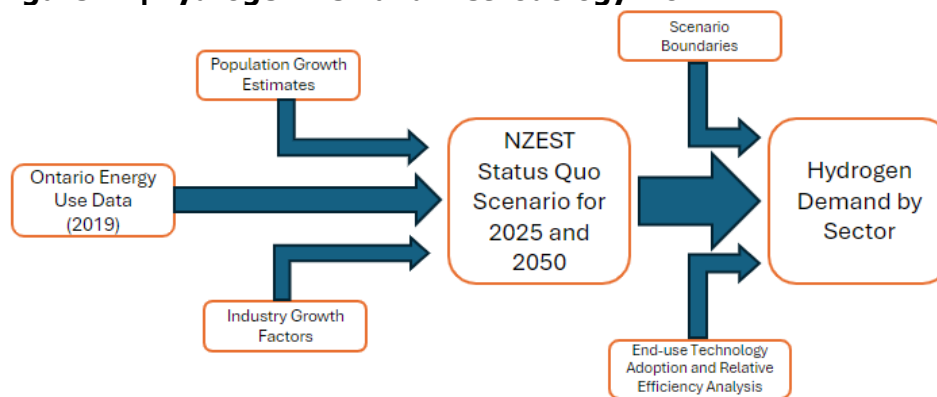 Scenario
Boundaries
Population Growth
Estimates
NZEST
Status Quo
Scenario for
2025 and
2050
Hydrogen
Demand by
Sector
Ontario Energy
Use Data
(2019)
Industry Growth
Factors
End-use Technology
Adoption and Relative
Efficiency Analysis